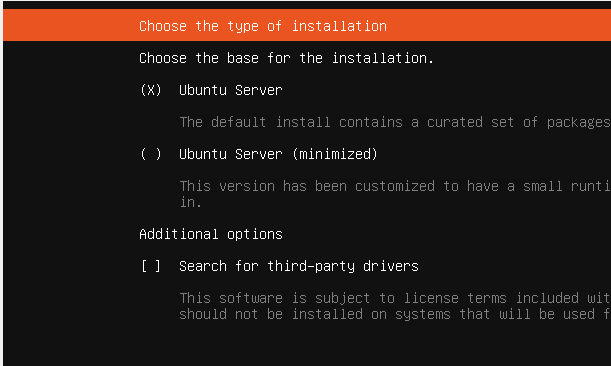 Choose the type of installation
Choose the base for the installation.
(X) Ubuntu Server
The default install contains a curated set of packages
( ) Ubuntu Server (minimized)
This version has been customized to have a small runti
in.
Additional options
[ ] Search for third-party drivers
This software is subject to license terms included wit
should not be installed on systems that will be used f